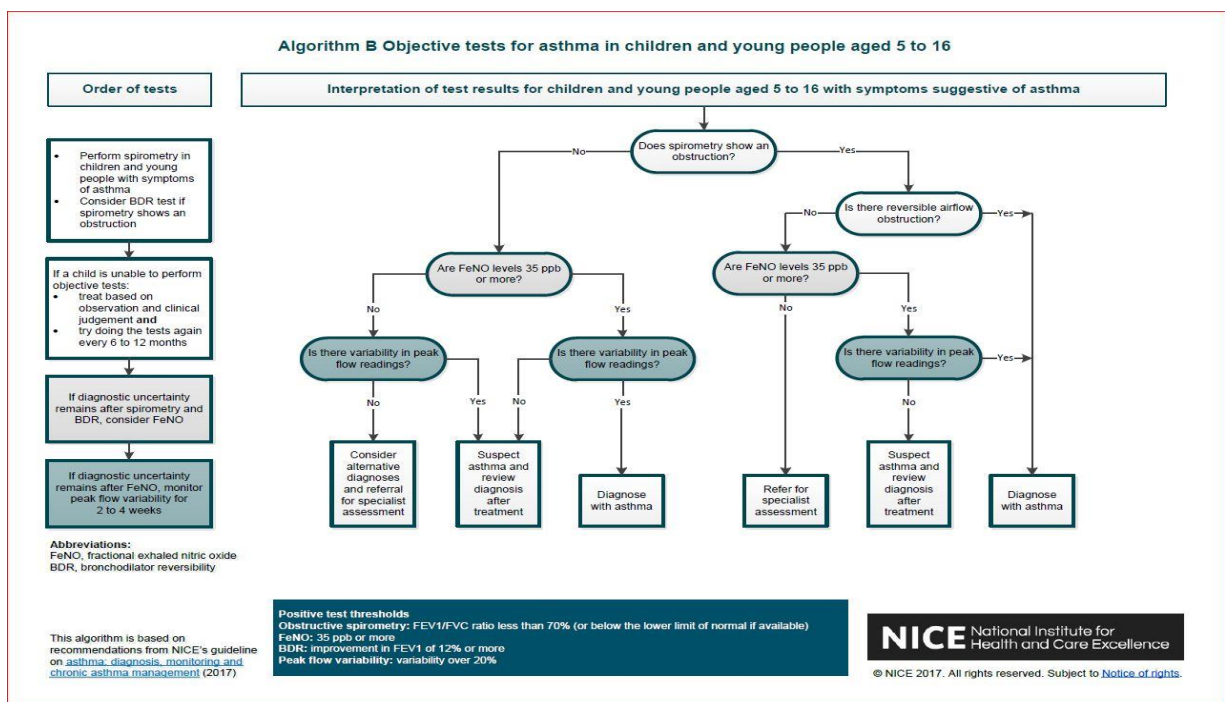 Algorithm B Objective tests for asthma in children and young people aged 5 to 16
Order of tests
Interpretation of test results for children and young people aged 5 to 16 with symptoms suggestive of asthma
• Perform spirometry in
children and young
people with symptoms
of asthma
• Consider BDR test if
spirometry shows an
obstruction
If a child is unable to perform
objective tests:
• treat based on
observation and clinical
judgement and
• try doing the tests again
every 6 to 12 months
If diagnostic uncertainty
remains after spirometry and
BDR, consider FeNO
If diagnostic uncertainty
remains after FeNO, monitor
peak flow variability for
2 to 4 weeks
Abbreviations:
FeNO, fractional exhaled nitric oxide
BDR, bronchodilator reversibility
This algorithm is based on
recommendations from NICE's guideline
on asthma: diagnosis, monitoring and
chronic asthma management (2017)
Does spirometry show an
obstruction?
No
Yes
Is there reversible airflow
obstruction?
No
Yes
Are FeNO levels 35 ppb
or more?
No
Yes
Are FeNO levels 35 ppb
or more?
No
Yes
Is there variability in peak
flow readings?
No
Yes
Is there variability in peak
flow readings?
No
Yes
Is there variability in peak
flow readings?
Yes
No
Consider
alternative
diagnoses
and referral
for specialist
assessment
Suspect
asthma and
review
diagnosis
after
treatment
Diagnose
with asthma
Refer for
specialist
assessment
Suspect
asthma and
review
diagnosis
after
treatment
Diagnose
with asthma
Positive test thresholds
Obstructive spirometry: FEV1/FVC ratio less than 70% (or below the lower limit of normal if available)
FeNO: 35 ppb or more
BDR: improvement in FEV1 of 12% or more
Peak flow variability: variability over 20%
NICE National Institute for
Health and Care Excellence
© NICE 2017. All rights reserved. Subject to Notice of rights.